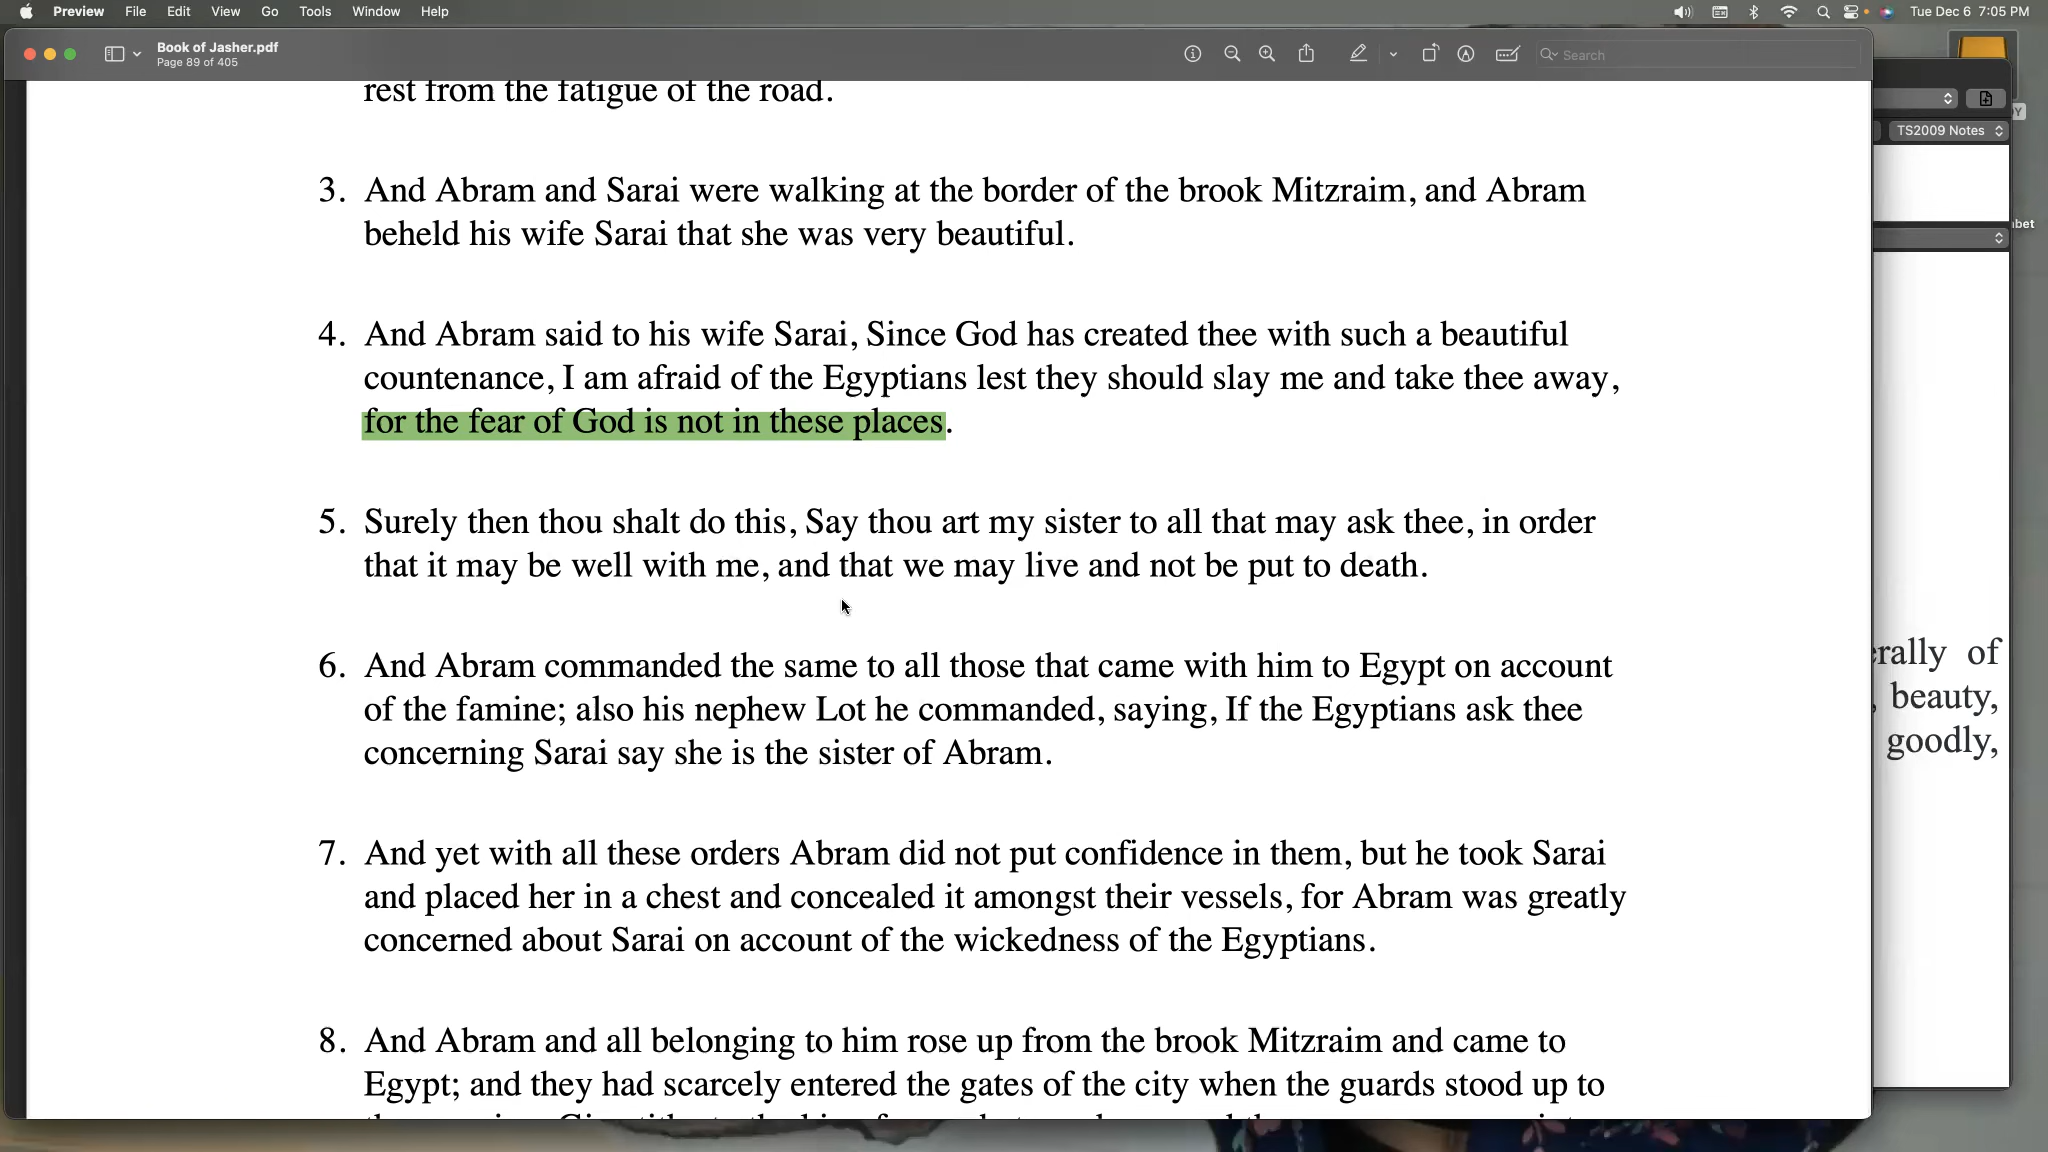 Preview File Edit View Go Tools Window Help
Tue Dec 6 7:05 PM
Book of Jasher.pdf
Page 89 of 405
Search
rest from the fatigue of the road.
3. And Abram and Sarai were walking at the border of the brook Mitzraim, and Abram
beheld his wife Sarai that she was very beautiful.
4. And Abram said to his wife Sarai, Since God has created thee with such a beautiful
countenance, I am afraid of the Egyptians lest they should slay me and take thee away,
for the fear of God is not in these places.
5. Surely then thou shalt do this, Say thou art my sister to all that may ask thee, in order
that it may be well with me, and that we may live and not be put to death.
6. And Abram commanded the same to all those that came with him to Egypt on account
of the famine; also his nephew Lot he commanded, saying, If the Egyptians ask thee
concerning Sarai say she is the sister of Abram.
7. And yet with all these orders Abram did not put confidence in them, but he took Sarai
and placed her in a chest and concealed it amongst their vessels, for Abram was greatly
concerned about Sarai on account of the wickedness of the Egyptians.
8. And Abram and all belonging to him rose up from the brook Mitzraim and came to
Egypt; and they had scarcely entered the gates of the city when the guards stood up to
TS2009 Notes
of
beauty,
goodly,